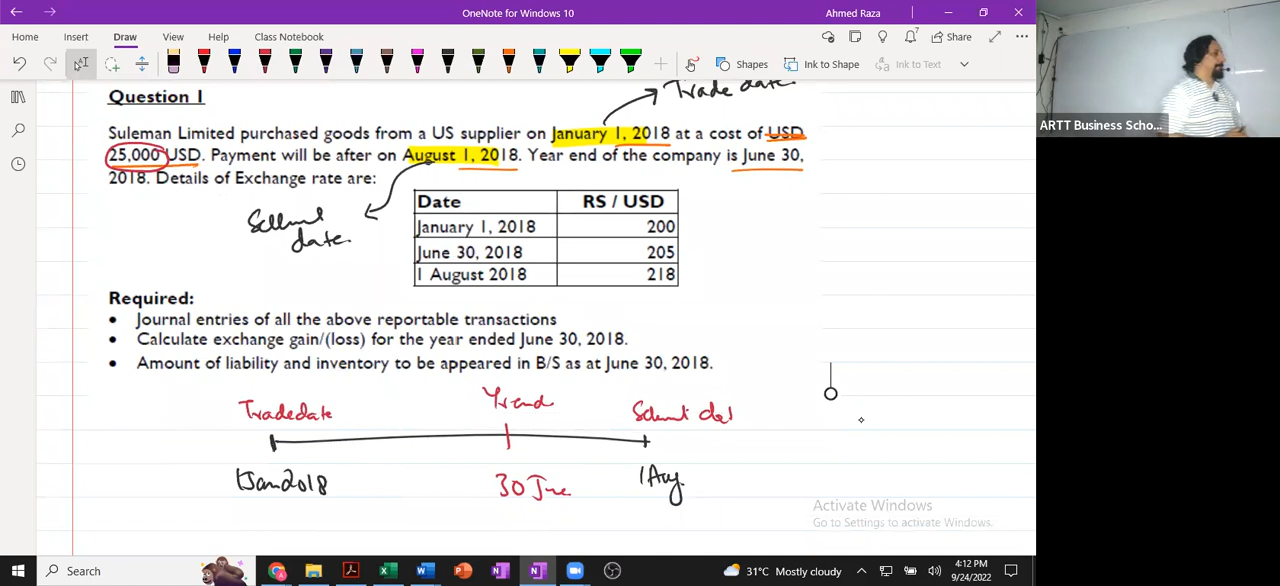 OneNote for Windows 10
Ahmed Raza
Home Insert Draw View Help Class Notebook
Share
Shapes Ink to Shape Ink to Text
Trade date
Question 1
Suleman Limited purchased goods from a US supplier on January 1, 2018 at a cost of USD
25,000 USD. Payment will be after on August 1, 2018. Year end of the company is June 30,
2018. Details of Exchange rate are:
date
Date RS / USD
January 1, 2018 200
June 30, 2018 205
1 August 2018 218
Required:
• Journal entries of all the above reportable transactions
• Calculate exchange gain/(loss) for the year ended June 30, 2018.
• Amount of liability and inventory to be appeared in B/S as at June 30, 2018.
Trade date
1 Jan 2018 30 June 1 Aug
Activate Windows
Go to Settings to activate Windows.
ARTT Business Scho...
Search
31°C Mostly cloudy
4:12 PM
9/24/2022